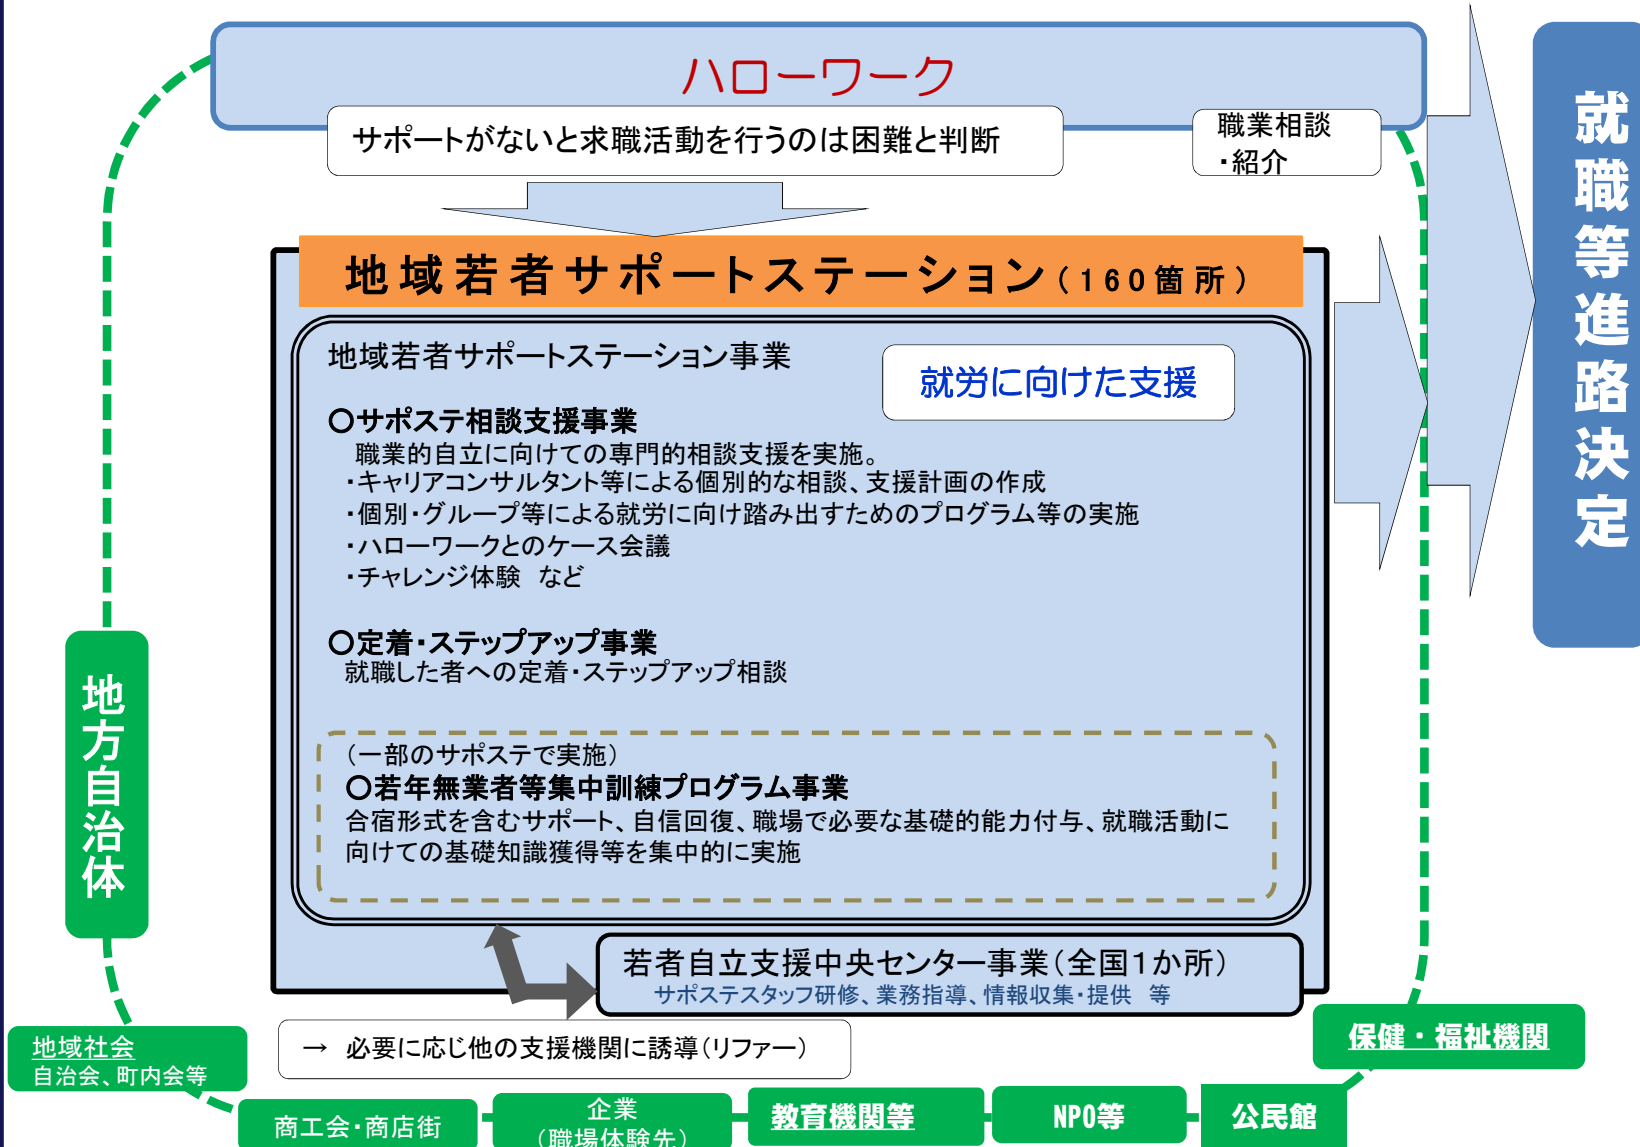 ハローワーク
サポートがないと求職活動を行うのは困難と判断
職業相談
・紹介
就職等進路決定
地域若者サポートステーション（160箇所）
地域若者サポートステーション事業
就労に向けた支援
○サポステ相談支援事業
職業的自立に向けての専門的相談支援を実施。
・キャリアコンサルタント等による個別的な相談、支援計画の作成
・個別・グループ等による就労に向け踏み出すためのプログラム等の実施
・ハローワークとのケース会議
・チャレンジ体験 など
○定着・ステップアップ事業
就職した者への定着・ステップアップ相談
（一部のサポステで実施）
○若年無業者等集中訓練プログラム事業
合宿形式を含むサポート、自信回復、職場で必要な基礎的能力付与、就職活動に
向けての基礎知識獲得等を集中的に実施
地方自治体
若者自立支援中央センター事業（全国１か所）
サポステスタッフ研修、業務指導、情報収集・提供 等
→ 必要に応じ他の支援機関に誘導（リファー）
地域社会
自治会、町内会等
商工会・商店街
企業
（職場体験先）
教育機関等
NPO等
公民館
保健・福祉機関